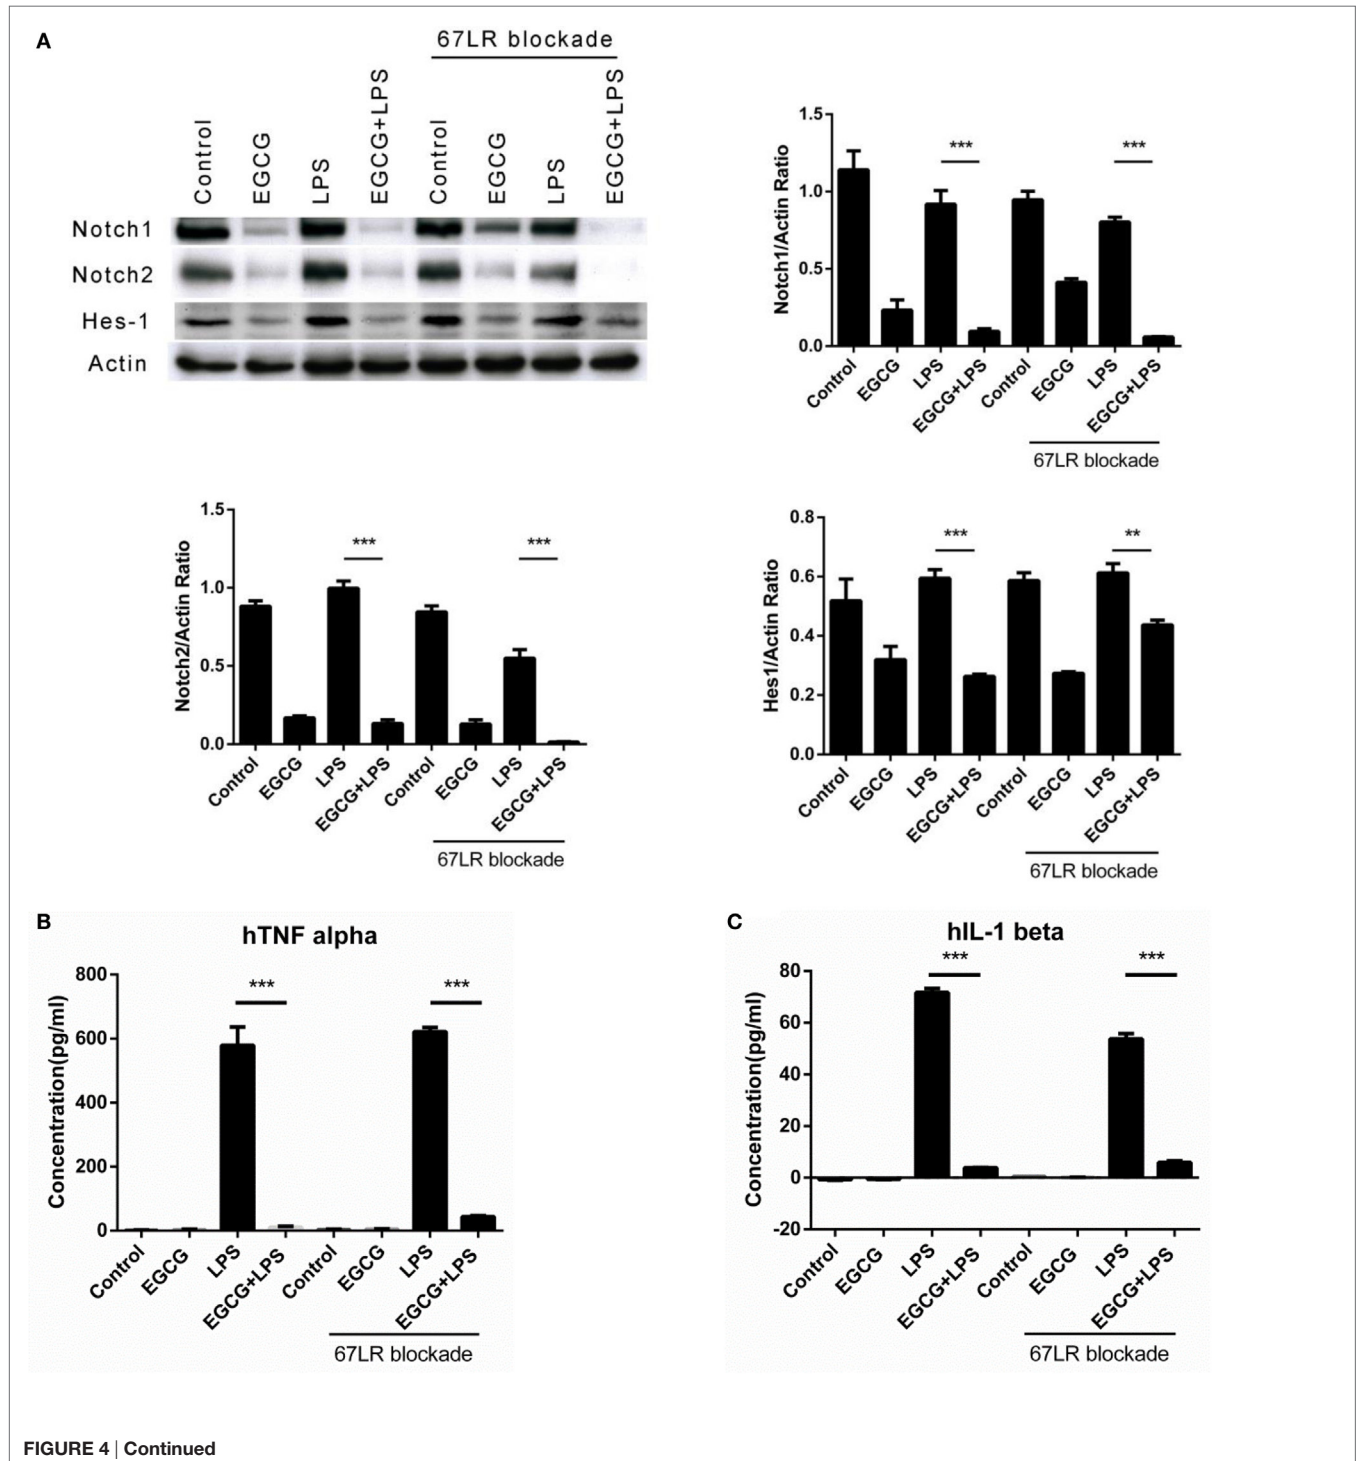 A
67LR blockade
Control
EGCG
LPS
EGCG+LPS
Control
EGCG
LPS
EGCG+LPS
Notch1
Notch2
Hes-1
Actin
Notch1/Actin Ratio
1.5
1.0
0.5
0.0
***
***
Control
EGCG
LPS
EGCG+LPS
Control
EGCG
LPS
EGCG+LPS
67LR blockade
Notch2/Actin Ratio
1.5
1.0
0.5
0.0
***
***
Control
EGCG
LPS
EGCG+LPS
Control
EGCG
LPS
EGCG+LPS
67LR blockade
Hes1/Actin Ratio
0.8
0.6
0.4
0.2
0.0
***
**
Control
EGCG
LPS
EGCG+LPS
Control
EGCG
LPS
EGCG+LPS
67LR blockade
B
hTNF alpha
Concentration(pg/ml)
800
600
400
200
0
***
***
Control
EGCG
LPS
EGCG+LPS
Control
EGCG
LPS
EGCG+LPS
67LR blockade
C
hIL-1 beta
Concentration(pg/ml)
80
60
40
20
0
-20
***
***
Control
EGCG
LPS
EGCG+LPS
Control
EGCG
LPS
EGCG+LPS
67LR blockade
FIGURE 4 | Continued